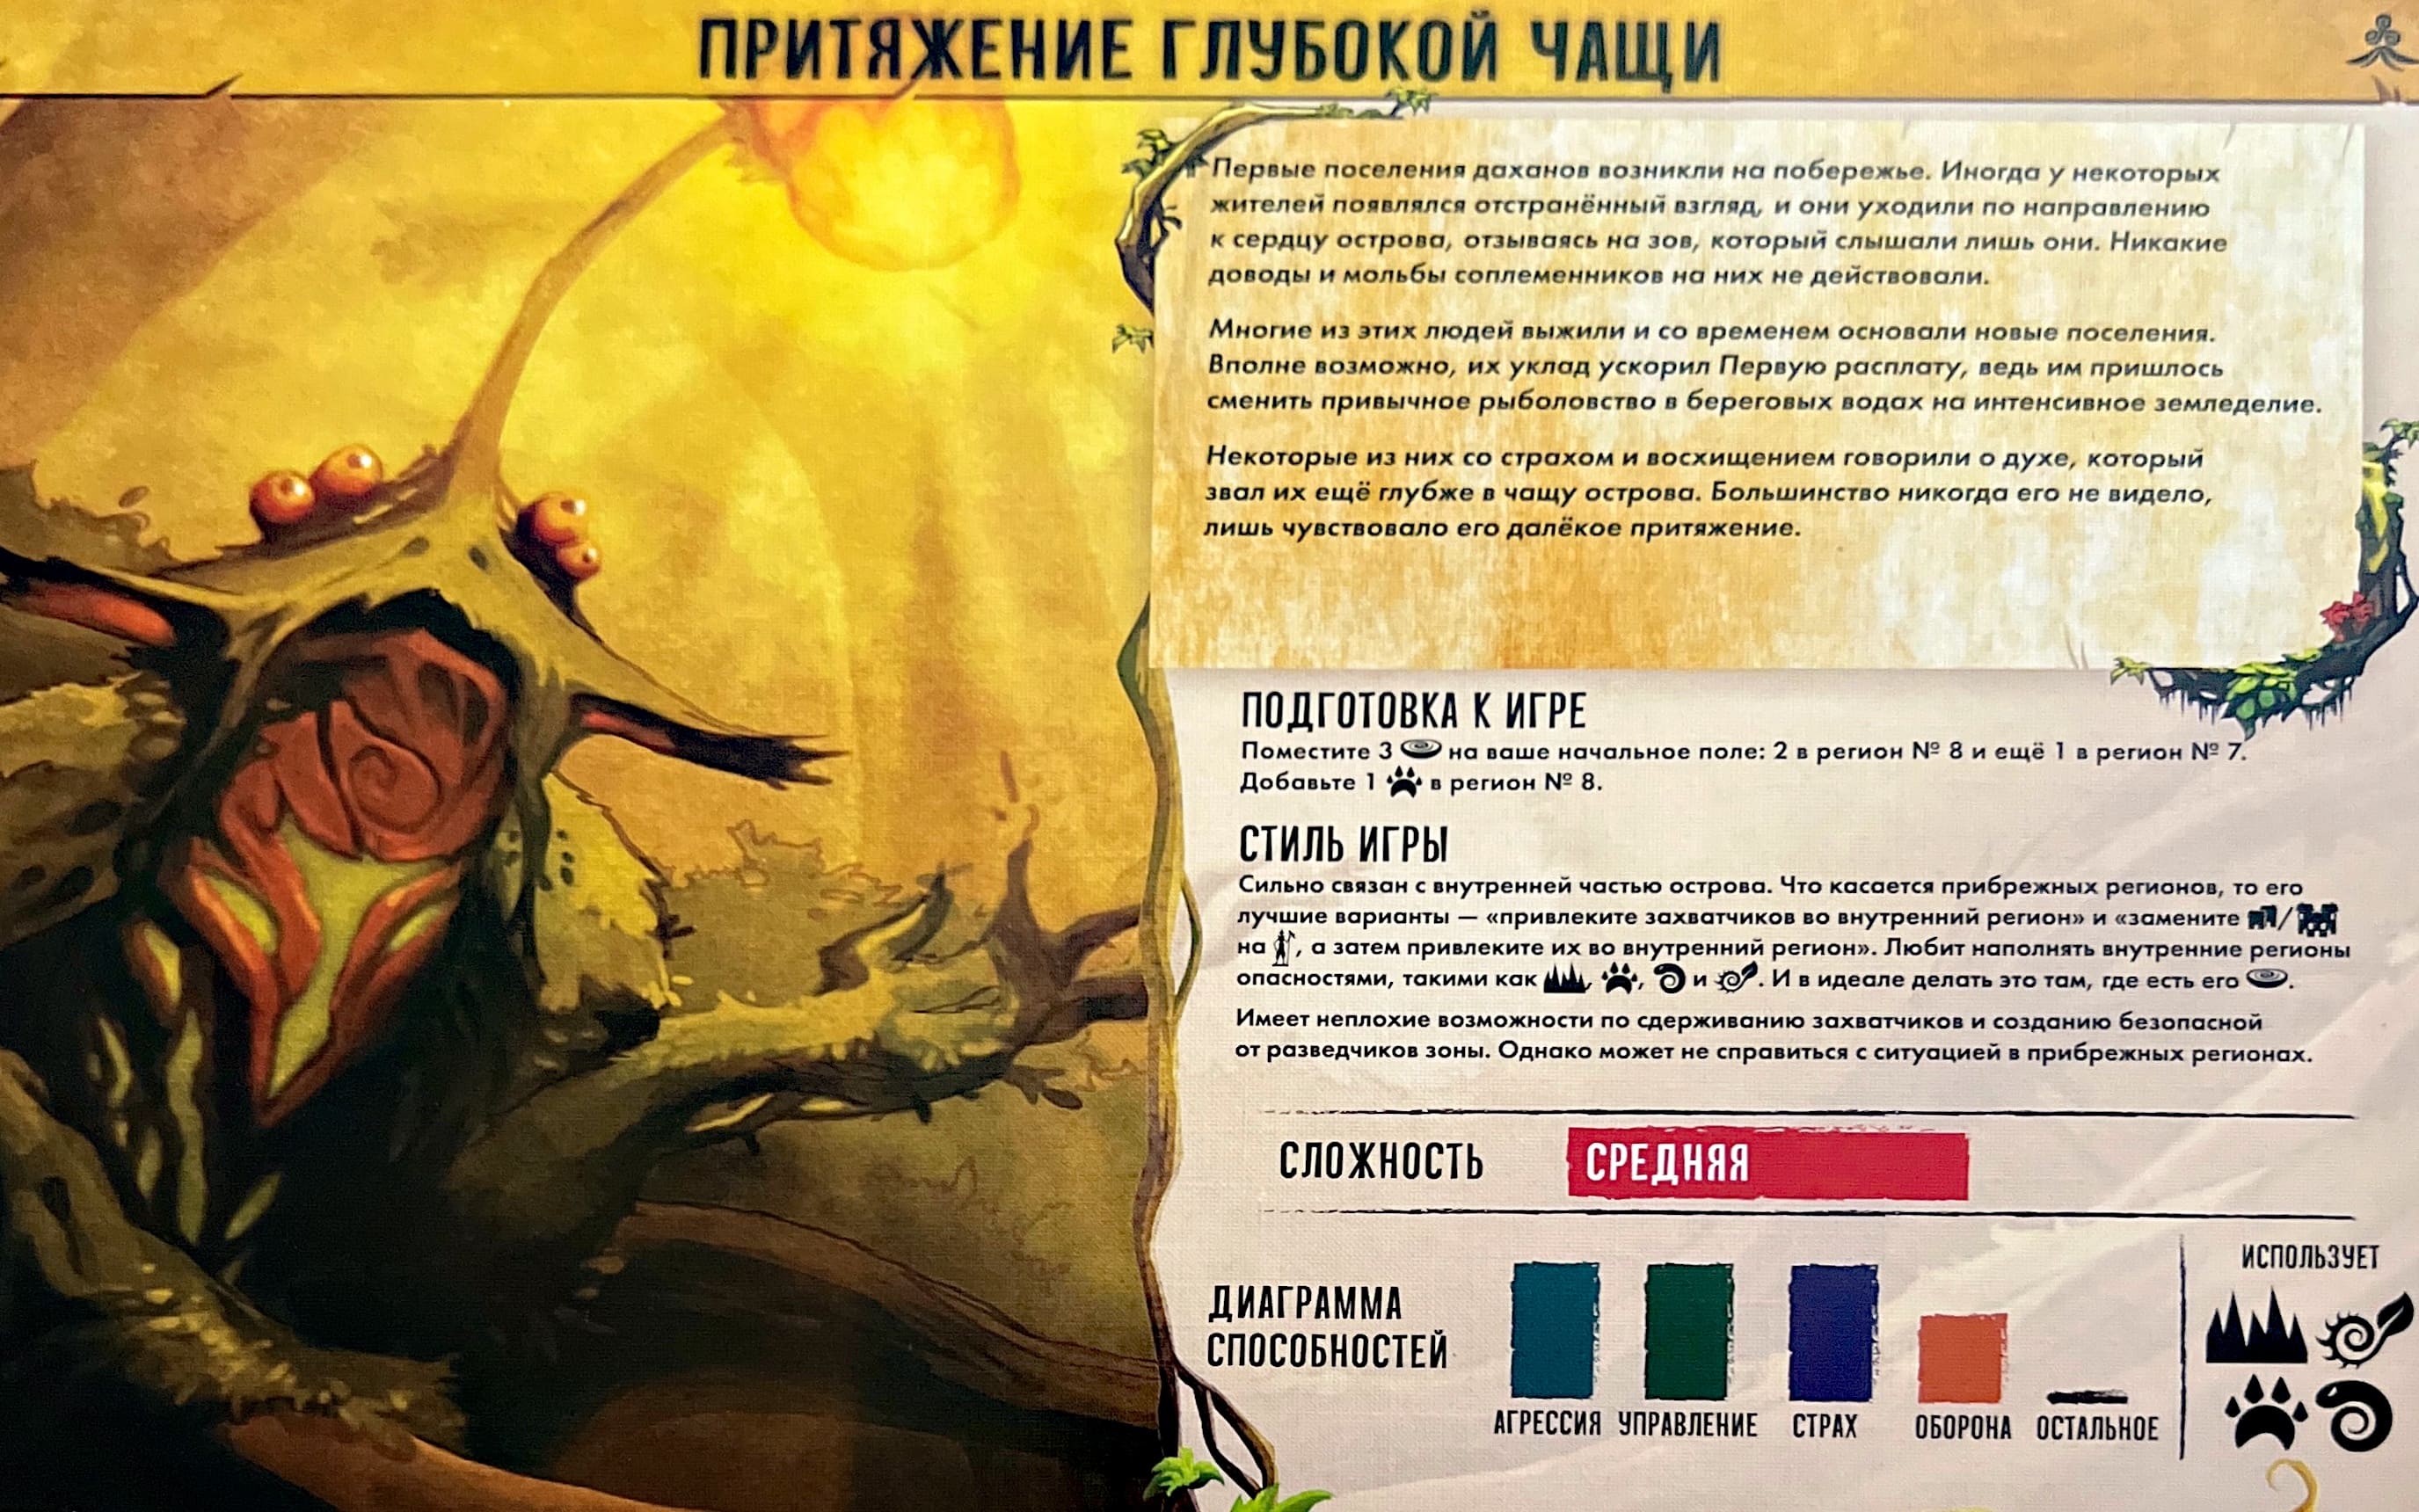 ПРИТЯЖЕНИЕ ГЛУБОКОЙ ЧАЩИ
Первые поселения даханов возникли на побережье. Иногда у некоторых
жителей появлялся отстранённый взгляд, и они уходили по направлению
к сердцу острова, отзываясь на зов, который слышали лишь они. Никакие
доводы и мольбы соплеменников на них не действовали.
Многие из этих людей выжили и со временем основали новые поселения.
Вполне возможно, их уклад ускорил Первую расплату, ведь им пришлось
сменить привычное рыболовство в береговых водах на интенсивное земледелие.
Некоторые из них со страхом и восхищением говорили о духе, который
звал их ещё глубже в чащу острова. Большинство никогда его не видело,
лишь чувствовало его далёкое притяжение.
ПОДГОТОВКА К ИГРЕ
Поместите 3 на ваше начальное поле: 2 в регион № 8 и ещё 1 в регион № 7.
Добавьте 1 в регион № 8.
СТИЛЬ ИГРЫ
Сильно связан с внутренней частью острова. Что касается прибрежных регионов, то его
лучшие варианты — «привлеките захватчиков во внутренний регион» и «замените /
на , а затем привлеките их во внутренний регион». Любит наполнять внутренние регионы
опасностями, такими как , , и . И в идеале делать это там, где есть его .
Имеет неплохие возможности по сдерживанию захватчиков и созданию безопасной
от разведчиков зоны. Однако может не справиться с ситуацией в прибрежных регионах.
СЛОЖНОСТЬ СРЕДНЯЯ
ИСПОЛЬЗУЕТ
ДИАГРАММА
СПОСОБНОСТЕЙ
АГРЕССИЯ УПРАВЛЕНИЕ СТРАХ ОБОРОНА ОСТАЛЬНОЕ